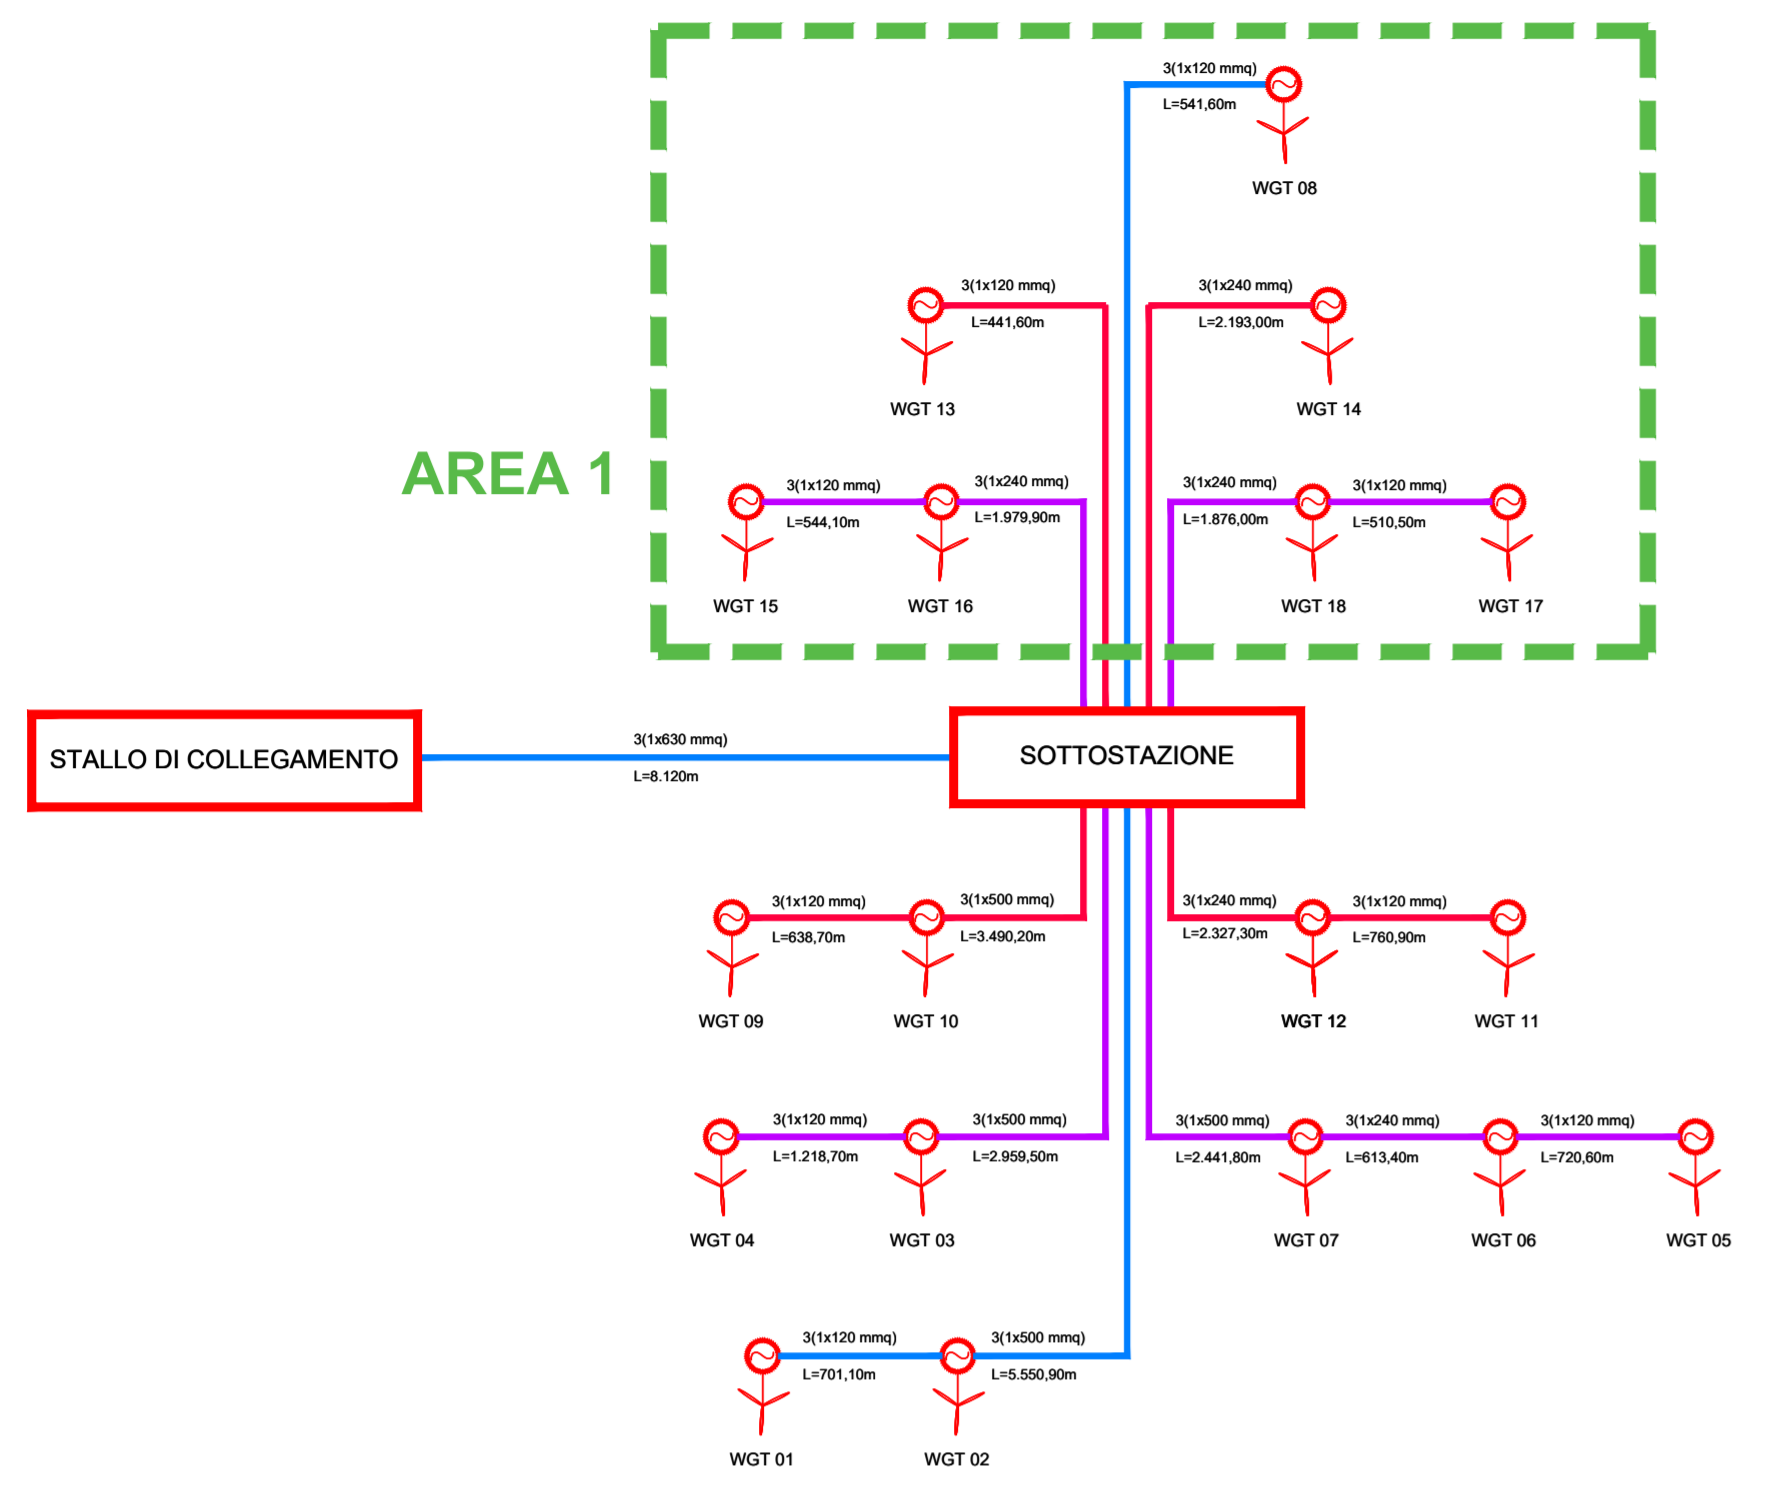 3(1x120 mmq)
L=541,60m
WGT 08
3(1x120 mmq)
L=441,60m
WGT 13
3(1x240 mmq)
L=2.193,00m
WGT 14
AREA 1
3(1x120 mmq)
L=544,10m
WGT 15
3(1x240 mmq)
L=1.979,90m
WGT 16
3(1x240 mmq)
L=1.876,00m
WGT 18
3(1x120 mmq)
L=510,50m
WGT 17
STALLO DI COLLEGAMENTO
3(1x630 mmq)
L=8.120m
SOTTOSTAZIONE
3(1x120 mmq)
L=638,70m
WGT 09
3(1x500 mmq)
L=3.490,20m
WGT 10
3(1x240 mmq)
L=2.327,30m
WGT 12
3(1x120 mmq)
L=760,90m
WGT 11
3(1x120 mmq)
L=1.218,70m
WGT 04
3(1x500 mmq)
L=2.959,50m
WGT 03
3(1x500 mmq)
L=2.441,80m
WGT 07
3(1x240 mmq)
L=613,40m
WGT 06
3(1x120 mmq)
L=720,60m
WGT 05
3(1x120 mmq)
L=701,10m
WGT 01
3(1x500 mmq)
L=5.550,90m
WGT 02